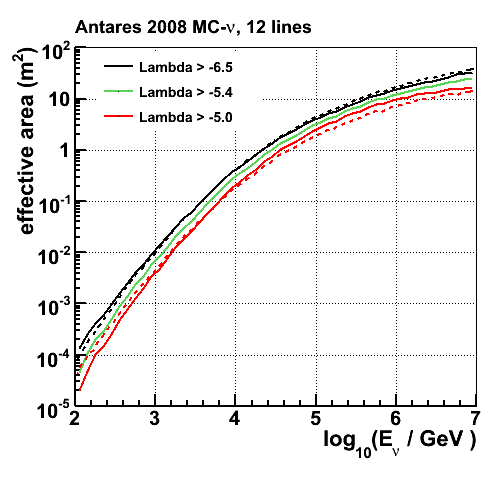 Antares 2008 MC-ν, 12 lines
effective area (m²)
Lambda > -6.5
Lambda > -5.4
Lambda > -5.0
10²
10
1
10⁻¹
10⁻²
10⁻³
10⁻⁴
10⁻⁵
2 3 4 5 6 7
log₁₀(Eᵥ / GeV )